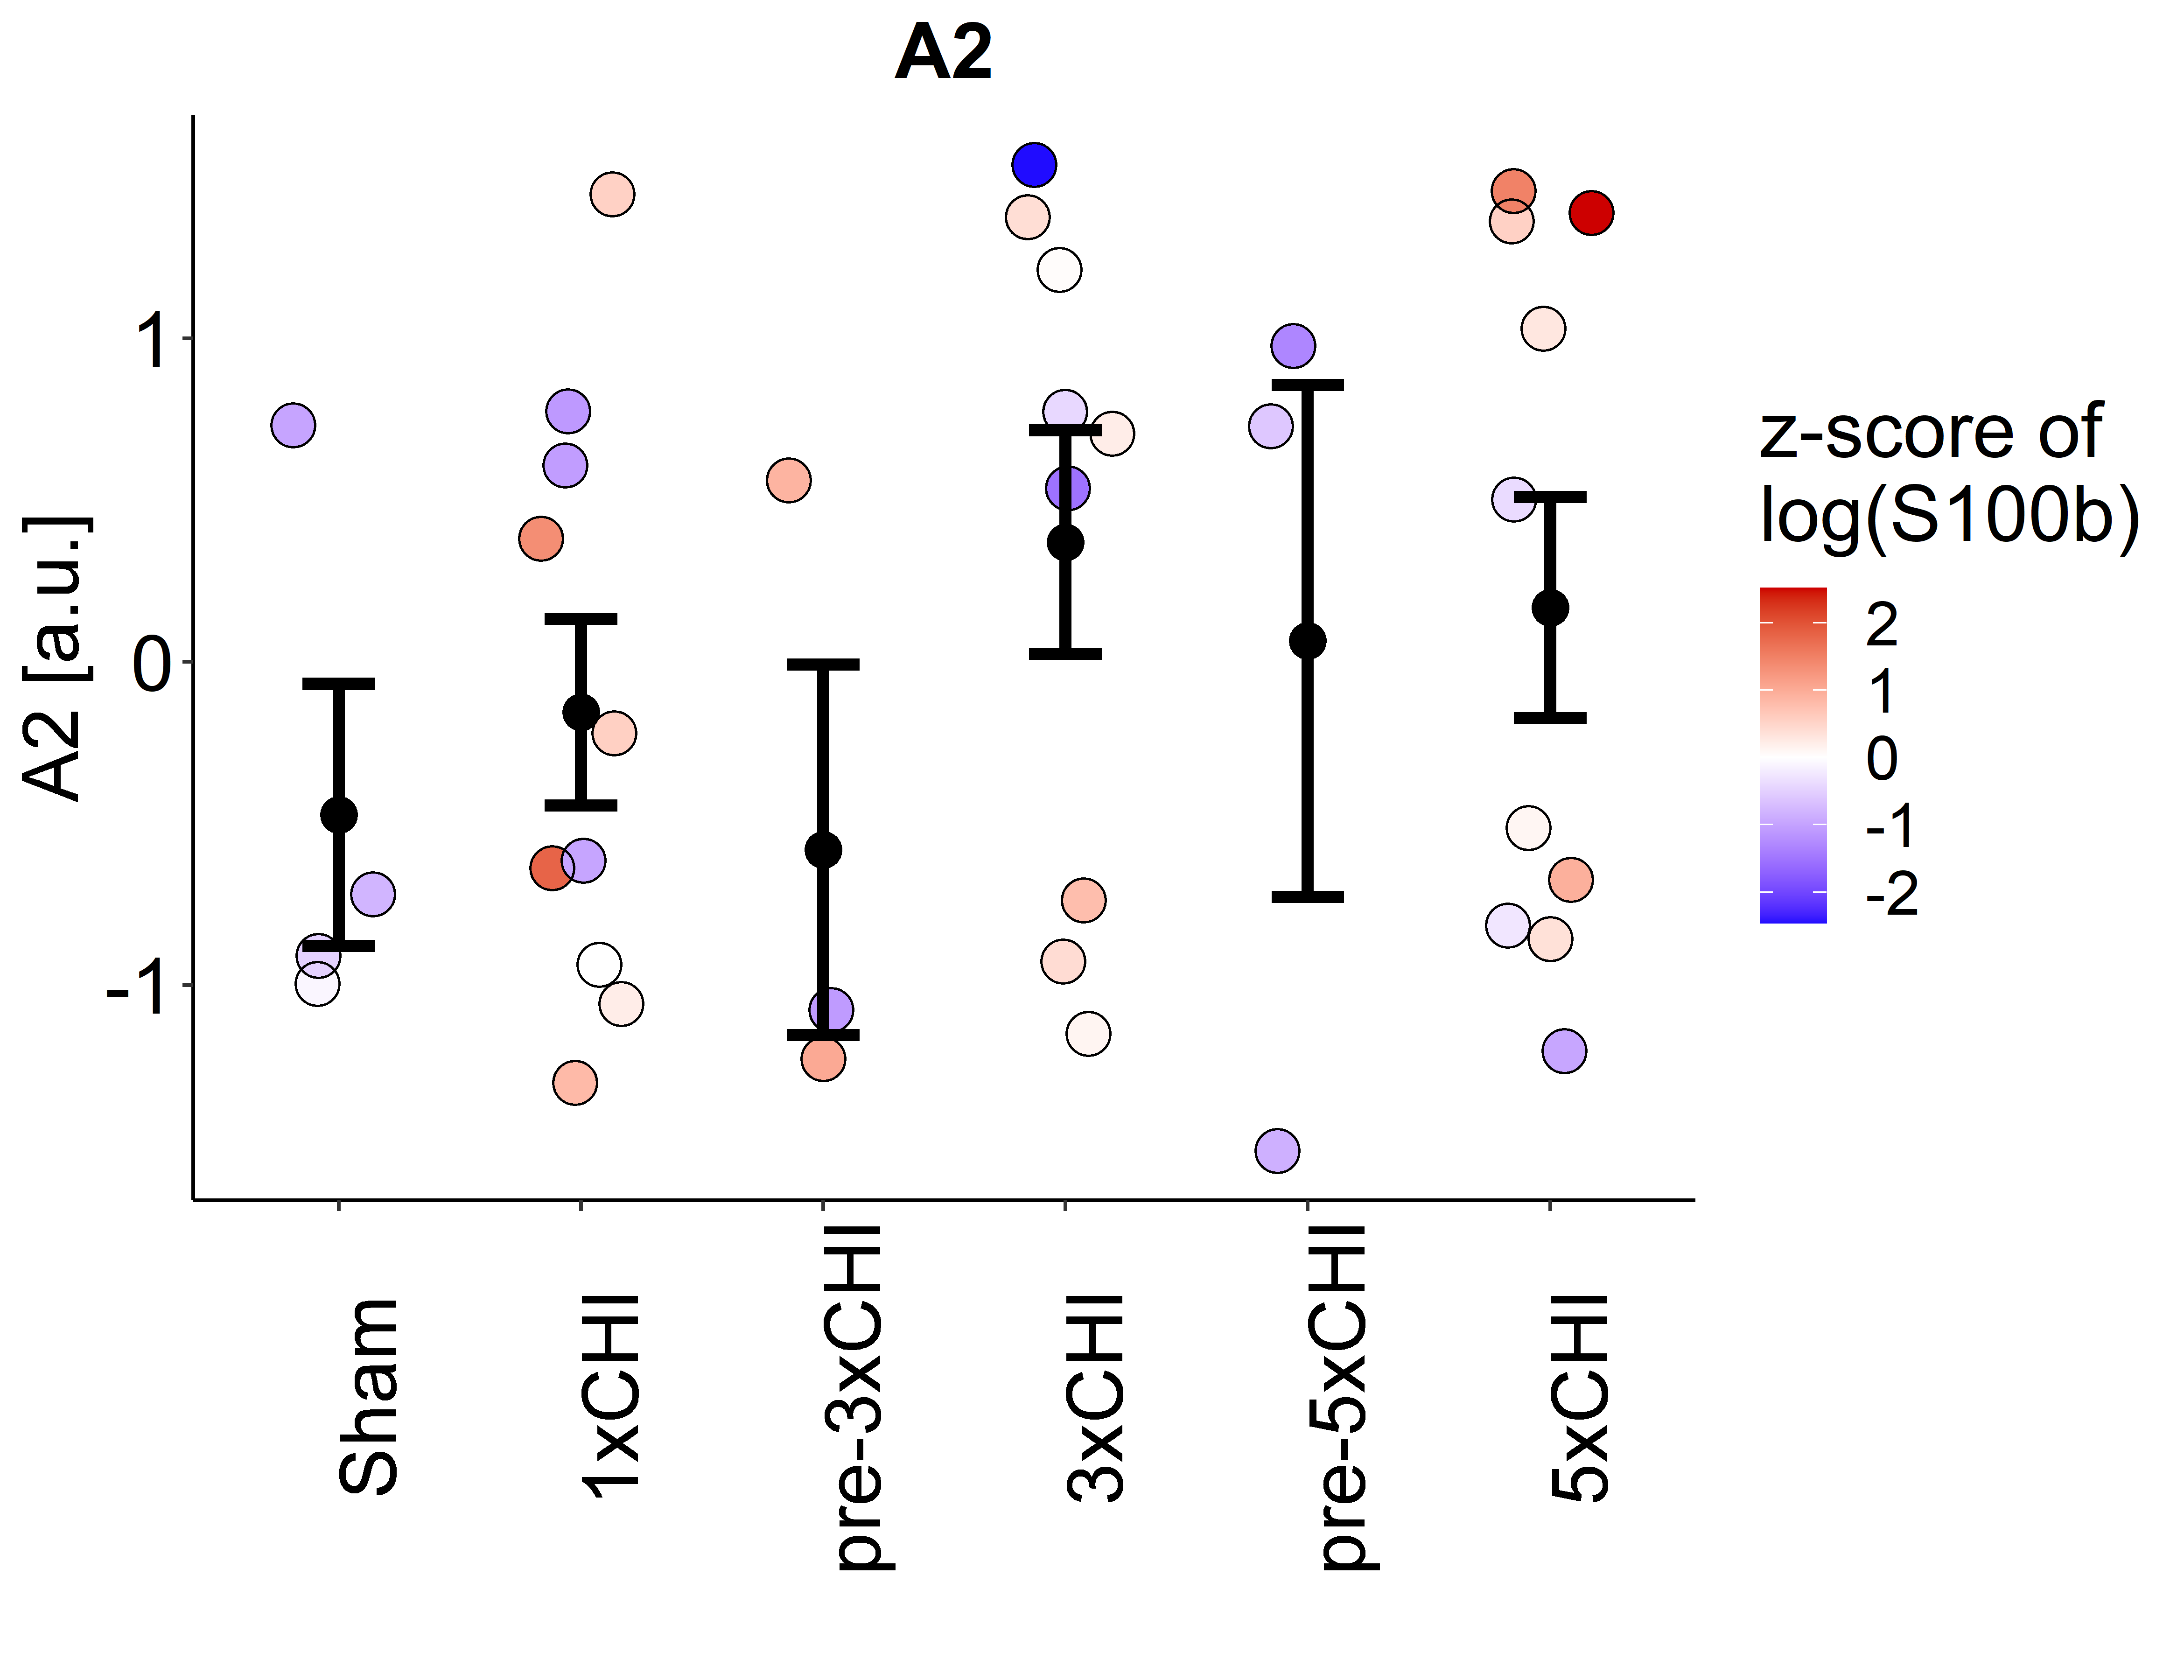 A2
A2 [a.u.]
1
0
-1
Sham
1xCHI
pre-3xCHI
3xCHI
pre-5xCHI
5xCHI
z-score of
log(S100b)
2
1
0
-1
-2